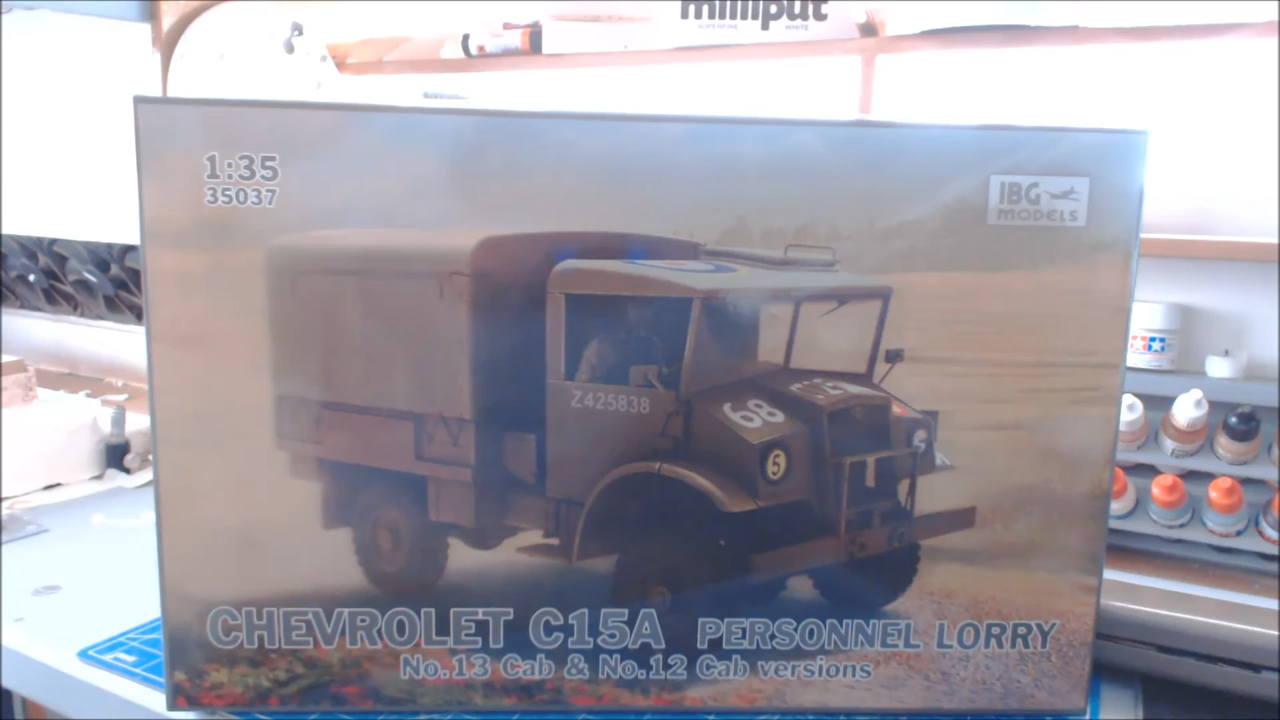 milliput
WHITE
1:35
35037
IBG
MODELS
Z425838
68
5
CHEVROLET C15A PERSONNEL LORRY
No.13 Cab & No.12 Cab versions